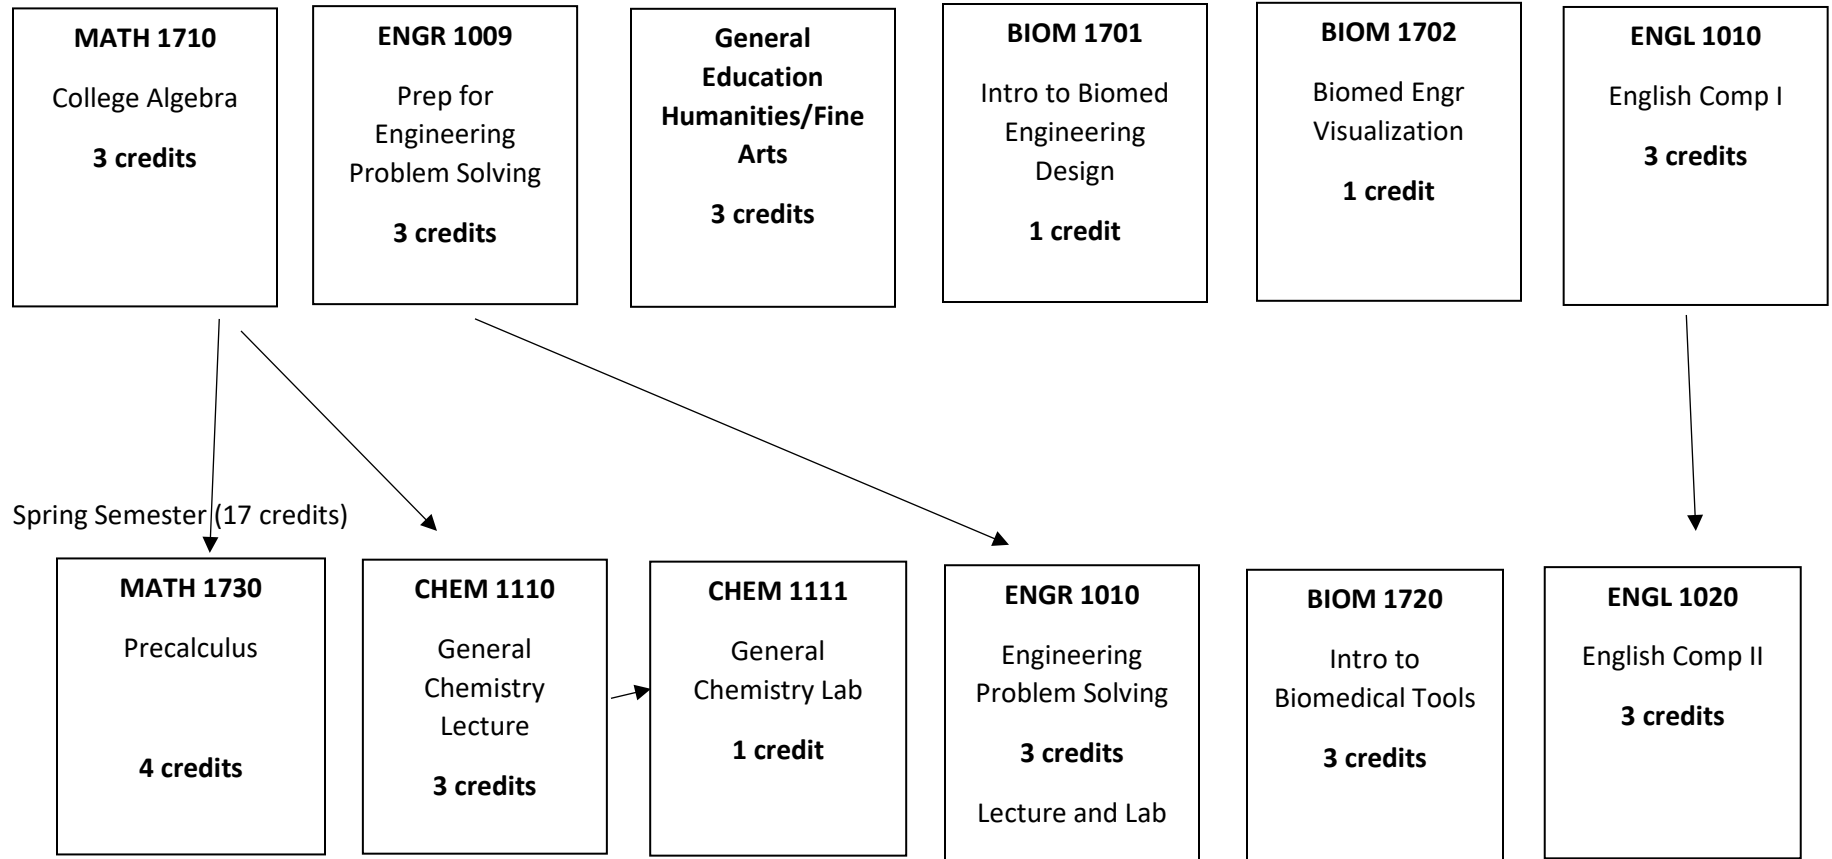 MATH 1710
College Algebra
3 credits
ENGR 1009
Prep for
Engineering
Problem Solving
3 credits
General
Education
Humanities/Fine
Arts
3 credits
BIOM 1701
Intro to Biomed
Engineering
Design
1 credit
BIOM 1702
Biomed Engr
Visualization
1 credit
ENGL 1010
English Comp I
3 credits
Spring Semester (17 credits)
MATH 1730
Precalculus
4 credits
CHEM 1110
General
Chemistry
Lecture
3 credits
CHEM 1111
General
Chemistry Lab
1 credit
ENGR 1010
Engineering
Problem Solving
3 credits
Lecture and Lab
BIOM 1720
Intro to
Biomedical Tools
3 credits
ENGL 1020
English Comp II
3 credits